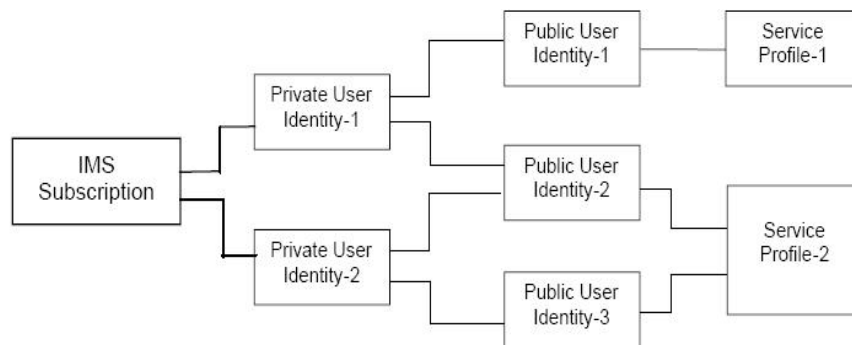 IMS
Subscription
Private User
Identity-1
Private User
Identity-2
Public User
Identity-1
Public User
Identity-2
Public User
Identity-3
Service
Profile-1
Service
Profile-2